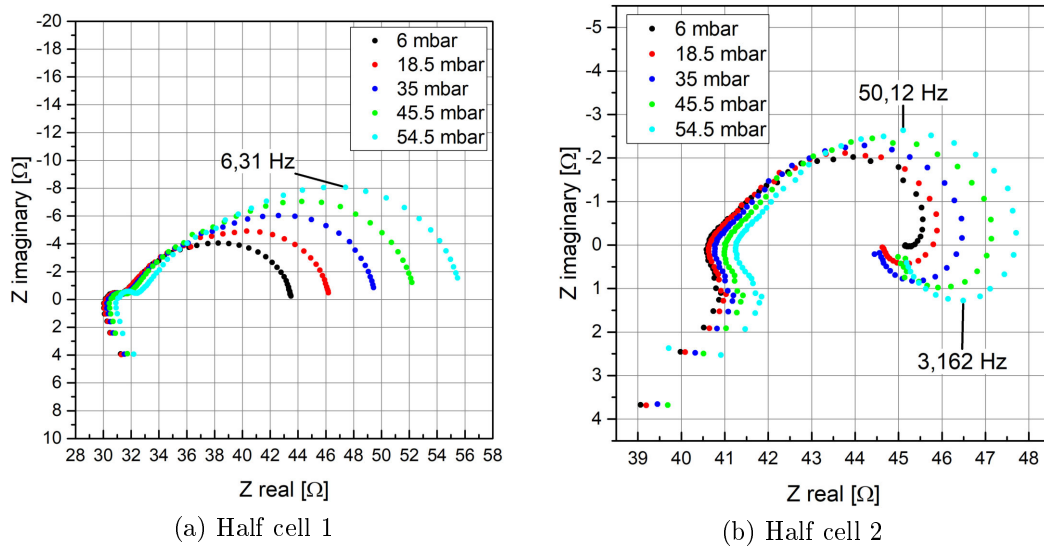 -20
-18
-16
-14
-12
-10
-8
-6
-4
-2
0
2
4
6
8
10
Z imaginary [Ω]
6 mbar
18.5 mbar
35 mbar
45.5 mbar
54.5 mbar
6,31 Hz
28 30 32 34 36 38 40 42 44 46 48 50 52 54 56 58
Z real [Ω]
(a) Half cell 1
-5
-4
-3
-2
-1
0
1
2
3
4
Z imaginary [Ω]
6 mbar
18.5 mbar
35 mbar
45.5 mbar
54.5 mbar
50,12 Hz
3,162 Hz
39 40 41 42 43 44 45 46 47 48
Z real [Ω]
(b) Half cell 2